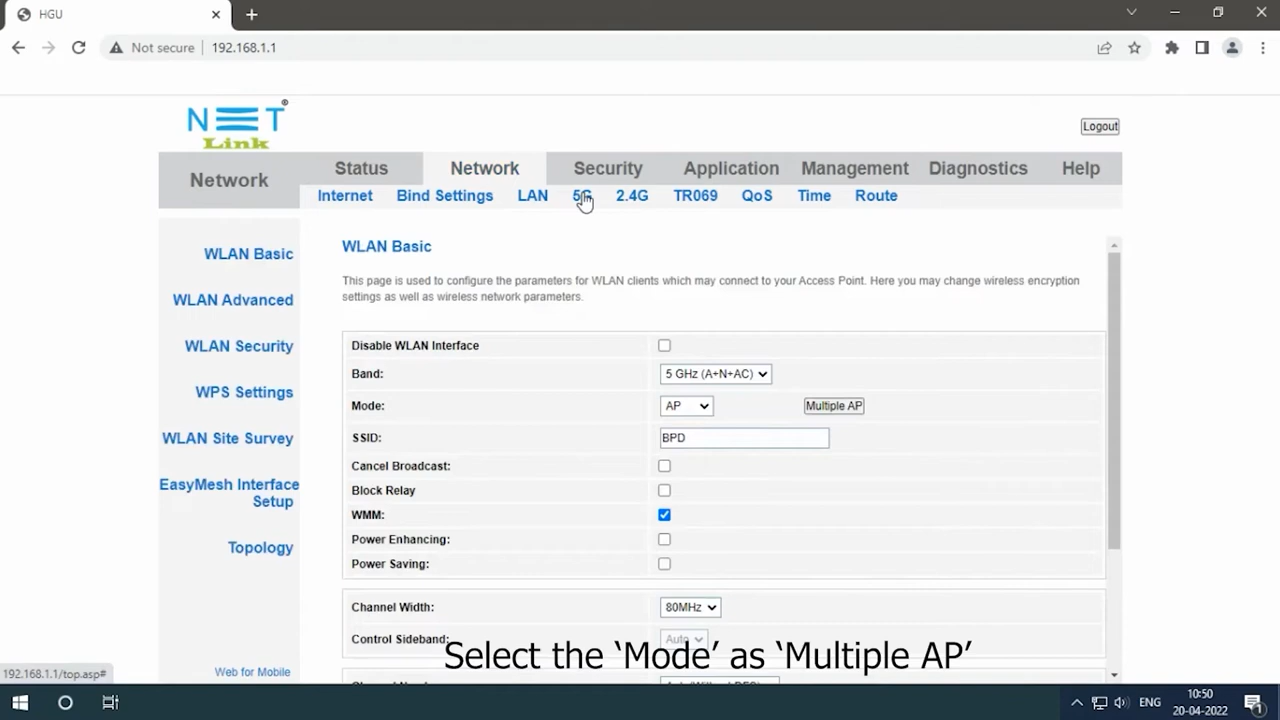 HGU
Not secure 192.168.1.1
NET
Link
®
Logout
Network
Status Network Security Application Management Diagnostics Help
Internet Bind Settings LAN 5G 2.4G TR069 QoS Time Route
WLAN Basic
WLAN Advanced
WLAN Security
WPS Settings
WLAN Site Survey
EasyMesh Interface
Setup
Topology
Web for Mobile
WLAN Basic
This page is used to configure the parameters for WLAN clients which may connect to your Access Point. Here you may change wireless encryption
settings as well as wireless network parameters.
Disable WLAN Interface
Band: 5 GHz (A+N+AC)
Mode: AP Multiple AP
SSID: BPD
Cancel Broadcast:
Block Relay
WMM:
Power Enhancing:
Power Saving:
Channel Width: 80MHz
Control Sideband: Auto
Select the ‘Mode’ as ‘Multiple AP’
192.168.1.1/top.asp#
ENG
10:50
20-04-2022
1